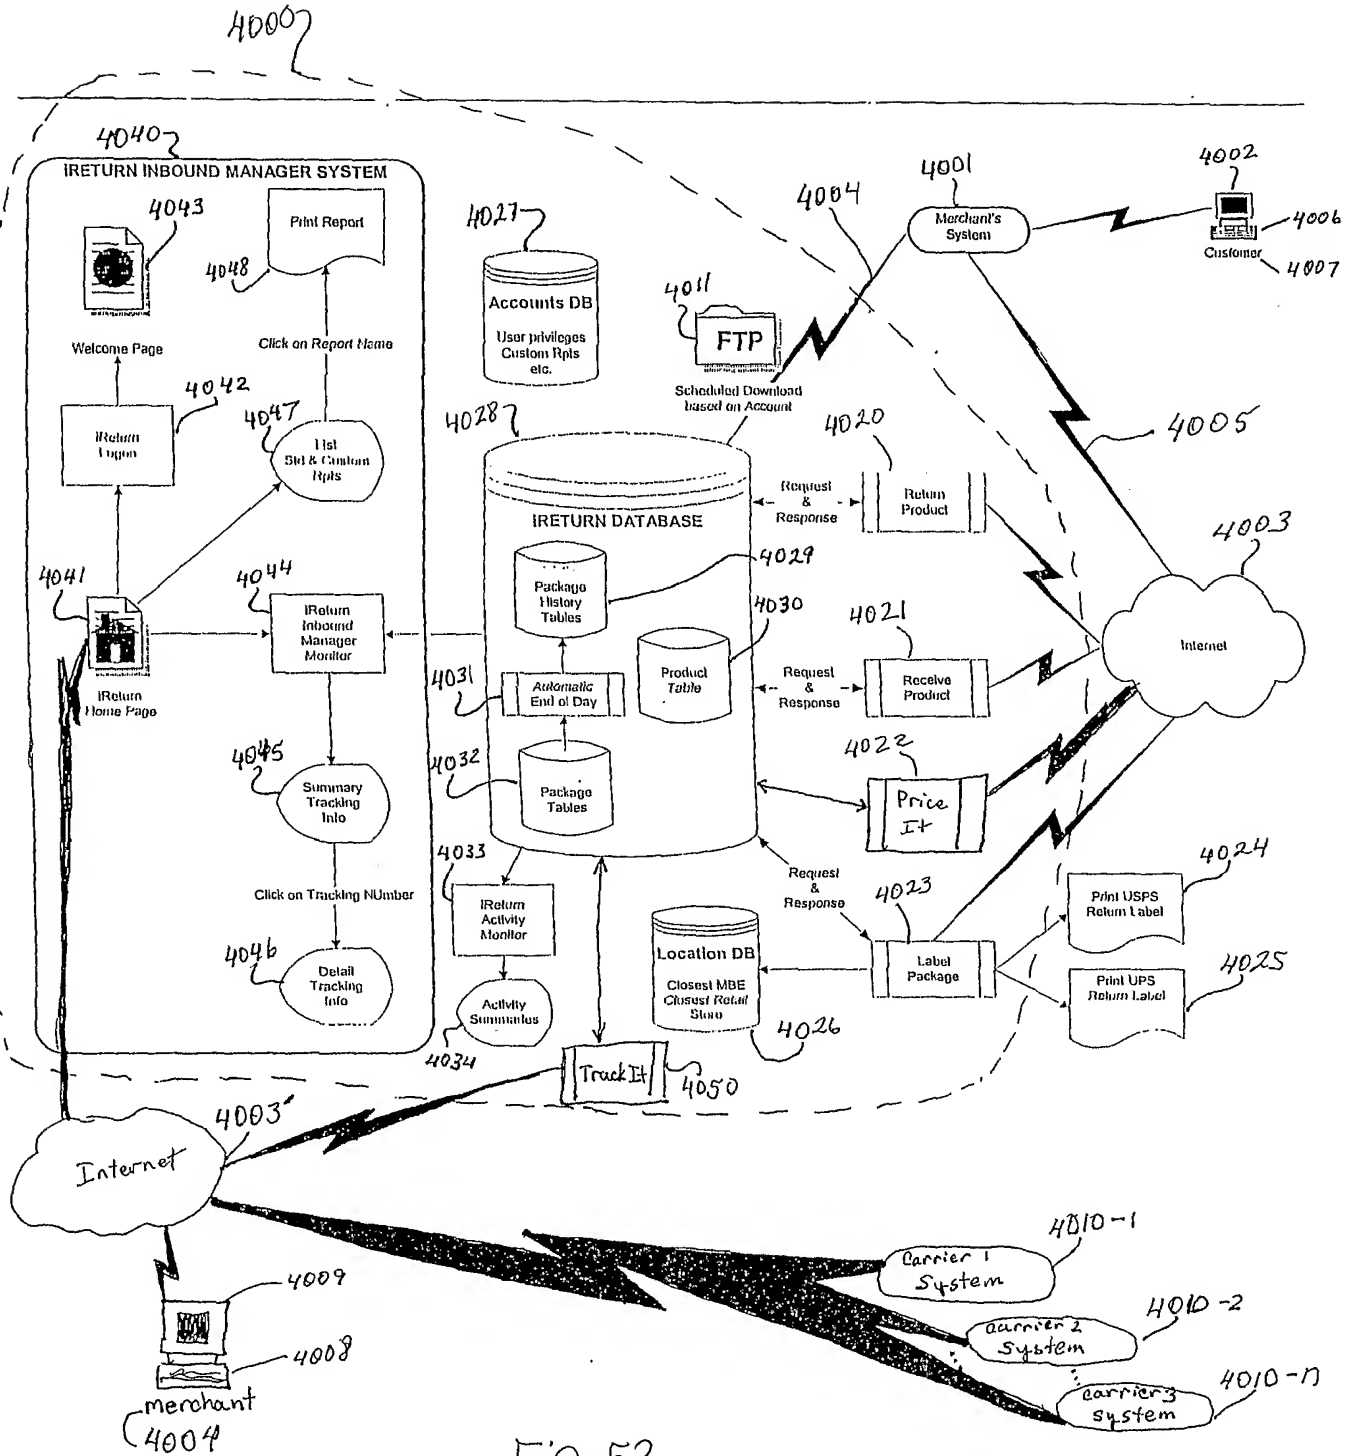 4000
4040
IRETURN INBOUND MANAGER SYSTEM
4043
Print Report
4048
Welcome Page
Click on Report Name
4042
IReturn
Logon
4047
List
Std & Custom
Rpts
4041
IReturn
Home Page
4044
IReturn
Inbound
Manager
Monitor
4045
Summary
Tracking
Info
Click on Tracking NUmber
4046
Detail
Tracking
Info
4027
Accounts DB
User privileges
Custom Rpts
etc.
4011
FTP
Scheduled Download
based on Account
4004
4001
Merchant's
System
4002
4006
Customer
4007
4005
4003
Internet
4028
IRETURN DATABASE
Package
History
Tables
4029
4030
Product
Table
4031
Automatic
End of Day
4032
Package
Tables
Request
&
Response
4020
Return
Product
Request
&
Response
4021
Receive
Product
4022
Price
It
Request
&
Response
4023
Label
Package
4024
Print USPS
Return Label
4025
Print UPS
Return Label
4033
IReturn
Activity
Monitor
Activity
Summaries
4034
Location DB
Closest MBE
Closest Retail
Store
4026
Track It
4050
4003'
Internet
4009
4008
merchant
4004
4010-1
Carrier 1
System
4010-2
Carrier 2
System
4010-n
Carrier 3
System